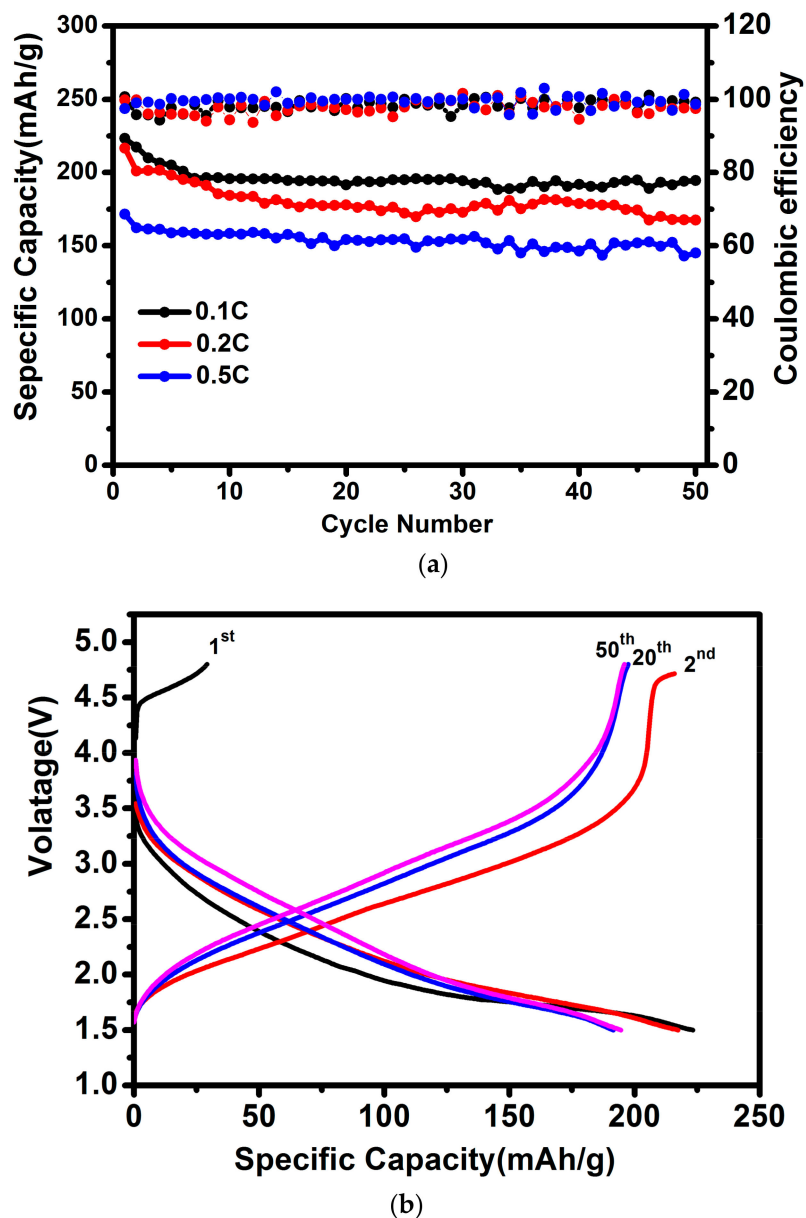 300
250
200
150
100
50
0
Sepecific Capacity(mAh/g)
120
100
80
60
40
20
0
Coulombic efficiency
0.1C
0.2C
0.5C
0 10 20 30 40 50
Cycle Number
(a)
5.0
4.5
4.0
3.5
3.0
2.5
2.0
1.5
1.0
Volatage(V)
1st
50th 20th 2nd
0 50 100 150 200 250
Specific Capacity(mAh/g)
(b)